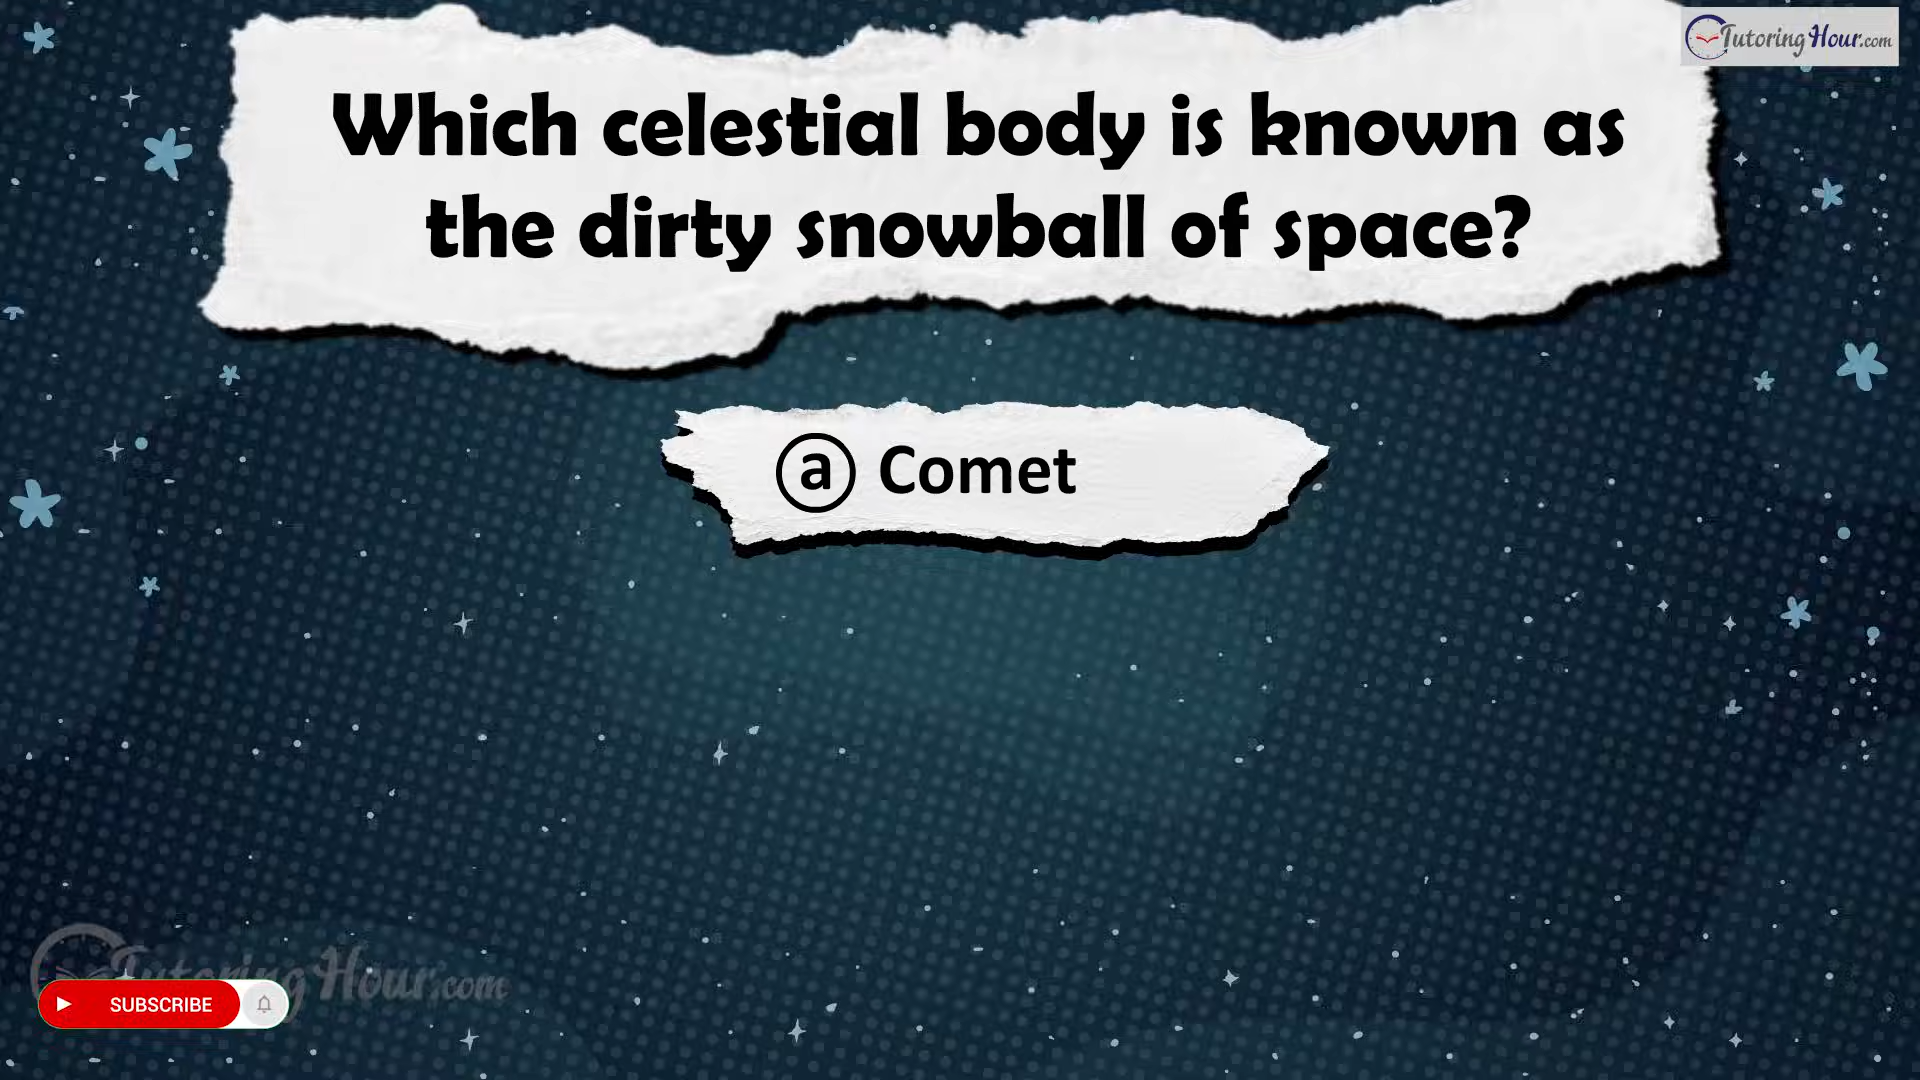 TutoringHour.com
Which celestial body is known as
the dirty snowball of space?
a Comet
TutoringHour.com
SUBSCRIBE